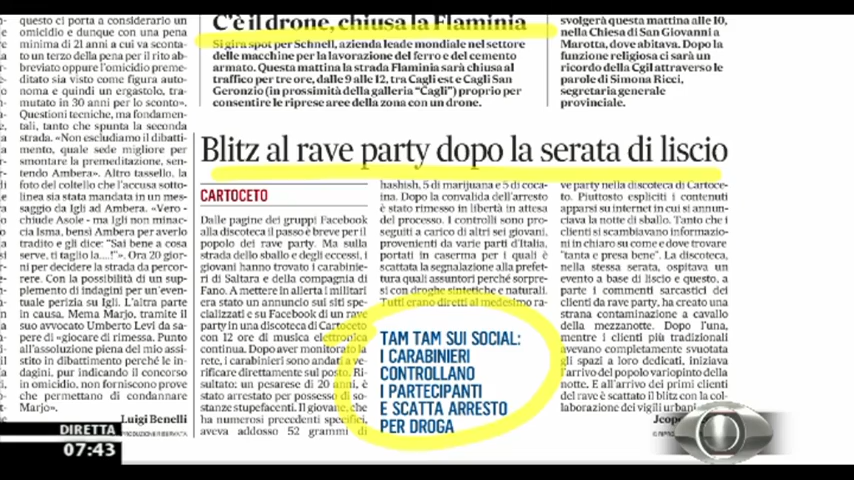 questo ci porta a considerarlo un
omicidio e dunque con una pena
minima di 21 anni a cui va sconta-
to un terzo della pena per il rito ab-
breviato oppure l'omicidio preme-
ditato sia visto come figura auto-
noma e quindi un ergastolo, tra-
mutato in 30 anni per lo sconto».
Questioni tecniche, ma fondamen-
tali, tanto che spunta la seconda
strada. «Non escludiamo il dibatti-
mento, quale sede migliore per
smontare la premeditazione, sen-
tendo Ambera». Altro tassello, la
foto del coltello che l'accusa sotto-
linea sia stata mandata in un mes-
saggio da Igli ad Ambera. «Vero -
chiude Asole - ma Igli non minac-
cia Isma, bensì Ambera per averlo
tradito e gli dice: "Sai bene a cosa
serve, ti taglio la....!"». Ora 20 gior-
ni per decidere la strada da percor-
rere. Con la possibilità di un sup-
plemento di indagini per un'even-
tuale perizia su Igli. L'altra parte
in causa. Mema Marjo, tramite il
suo avvocato Umberto Levi da sa-
pere di «giocare di rimessa. Punto
all'assoluzione piena del mio assi-
stito in dibattimento perché le in-
dagini, pur indicando il concorso
in omicidio, non forniscono prove
che permettano di condannare
Marjo».
Luigi Benelli
RIPRODUZIONE RISERVATA
C'è il drone, chiusa la Flaminia
Si gira spot per Schnell, azienda leader mondiale nel settore
delle macchine per la lavorazione del ferro e del cemento
armato. Questa mattina la strada Flaminia sarà chiusa al
traffico per tre ore, dalle 9 alle 12, tra Cagli est e Cagli San
Geronzio (in prossimità della galleria "Cagli") proprio per
consentire le riprese aree della zona con un drone.
svolgerà questa mattina alle 10,
nella Chiesa di San Giovanni a
Marotta, dove abitava. Dopo la
funzione religiosa ci sarà un
ricordo della Cgil attraverso le
parole di Simona Ricci,
segretaria generale
provinciale.
Blitz al rave party dopo la serata di liscio
CARTOCETO
Dalle pagine dei gruppi Facebook
alla discoteca il passo è breve per il
popolo dei rave party. Ma sulla
strada dello sballo e degli eccessi, i
giovani hanno trovato i carabinie-
ri di Saltara e della compagnia di
Fano. A mettere in allerta i militari
era stato un annuncio sui siti spe-
cializzati e su Facebook di un rave
party in una discoteca di Cartoceto
con 12 ore di musica elettronica
continua. Dopo aver monitorato la
rete, i carabinieri sono andati a ve-
rificare direttamente sul posto. Ri-
sultato: un pesarese di 20 anni, è
stato arrestato per possesso di so-
stanze stupefacenti. Il giovane, che
ha numerosi precedenti specifici,
aveva addosso 52 grammi di
hashish, 5 di marijuana e 5 di coca-
ina. Dopo la convalida dell'arresto
è stato rimesso in libertà in attesa
del processo. I controlli sono pro-
seguiti a carico di altri sei giovani,
provenienti da varie parti d'Italia,
portati in caserma per i quali è
scattata la segnalazione alla prefet-
tura quali assuntori perché sorpre-
si con droghe sintetiche e naturali.
Tutti erano diretti al medesimo ra-
TAM TAM SUI SOCIAL:
I CARABINIERI
CONTROLLANO
I PARTECIPANTI
E SCATTA ARRESTO
PER DROGA
ve party nella discoteca di Cartoce-
to. Piuttosto espliciti i contenuti
apparsi su internet in cui si annun-
ciava la notte di sballo. Tanto che i
clienti si scambiavano informazio-
ni in chiaro su come e dove trovare
"tanta e presa bene". La discoteca,
nella stessa serata, ospitava un
evento a base di liscio e questo, a
parte i commenti sarcastici dei
clienti da rave party, ha creato una
strana contaminazione a cavallo
della mezzanotte. Dopo l'una,
mentre i clienti più tradizionali
avevano completamente svuotata
gli spazi a loro dedicati, iniziava
l'arrivo del popolo variopinto della
notte. E all'arrivo dei primi clienti
del rave è scattato il blitz con la col-
laborazione dei vigili urbani
DIRETTA
07:43